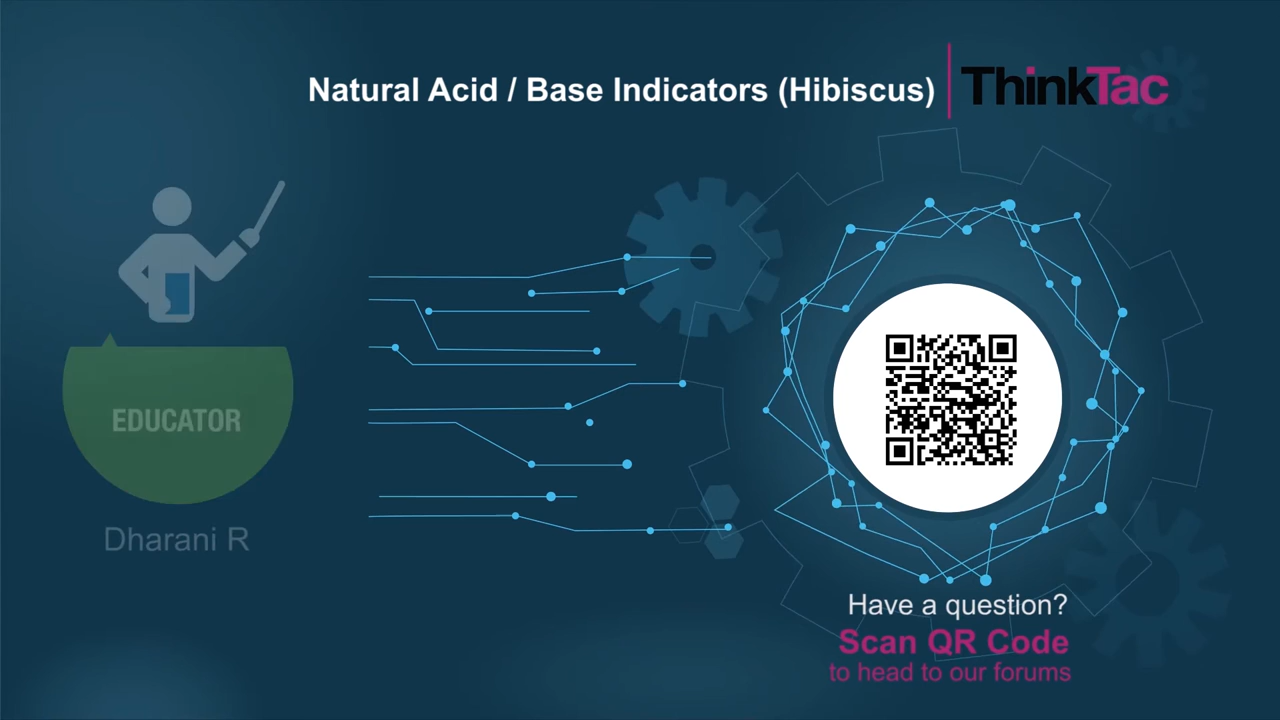 Natural Acid / Base Indicators (Hibiscus)
ThinkTac
EDUCATOR
Dharani R
Have a question?
Scan QR Code
to head to our forums